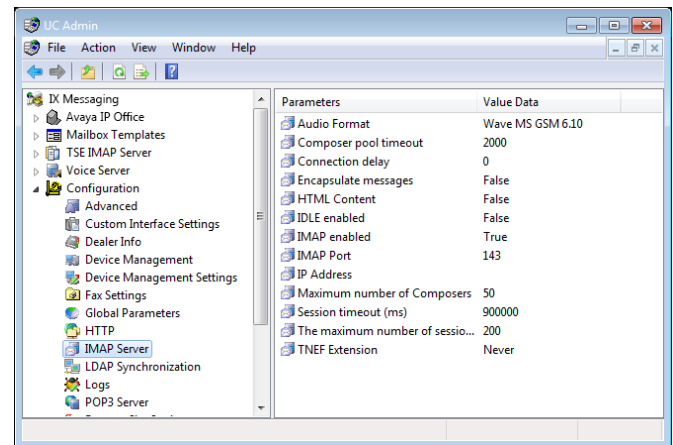 UC Admin
File Action View Window Help
IX Messaging
Avaya IP Office
Mailbox Templates
TSE IMAP Server
Voice Server
Configuration
Advanced
Custom Interface Settings
Dealer Info
Device Management
Device Management Settings
Fax Settings
Global Parameters
HTTP
IMAP Server
LDAP Synchronization
Logs
POP3 Server
Parameters Value Data
Audio Format Wave MS GSM 6.10
Composer pool timeout 2000
Connection delay 0
Encapsulate messages False
HTML Content False
IDLE enabled False
IMAP enabled True
IMAP Port 143
IP Address
Maximum number of Composers 50
Session timeout (ms) 900000
The maximum number of sessio... 200
TNEF Extension Never